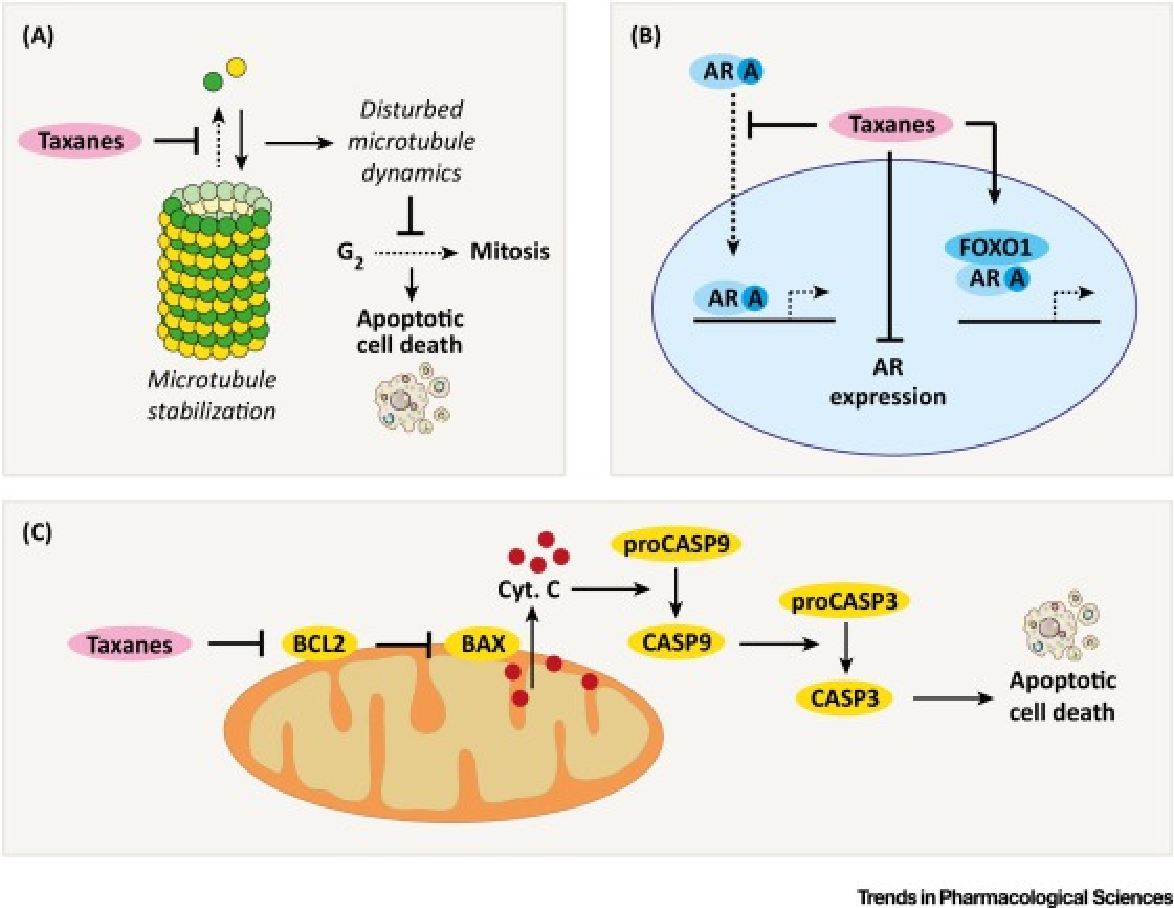 (A)
Taxanes
Disturbed
microtubule
dynamics
G2
Mitosis
Apoptotic
cell death
Microtubule
stabilization
(B)
AR A
Taxanes
FOXO1
AR A
AR A
AR
expression
(C)
proCASP9
Cyt. C
proCASP3
Taxanes
BCL2
BAX
CASP9
CASP3
Apoptotic
cell death
Trends in Pharmacological Sciences